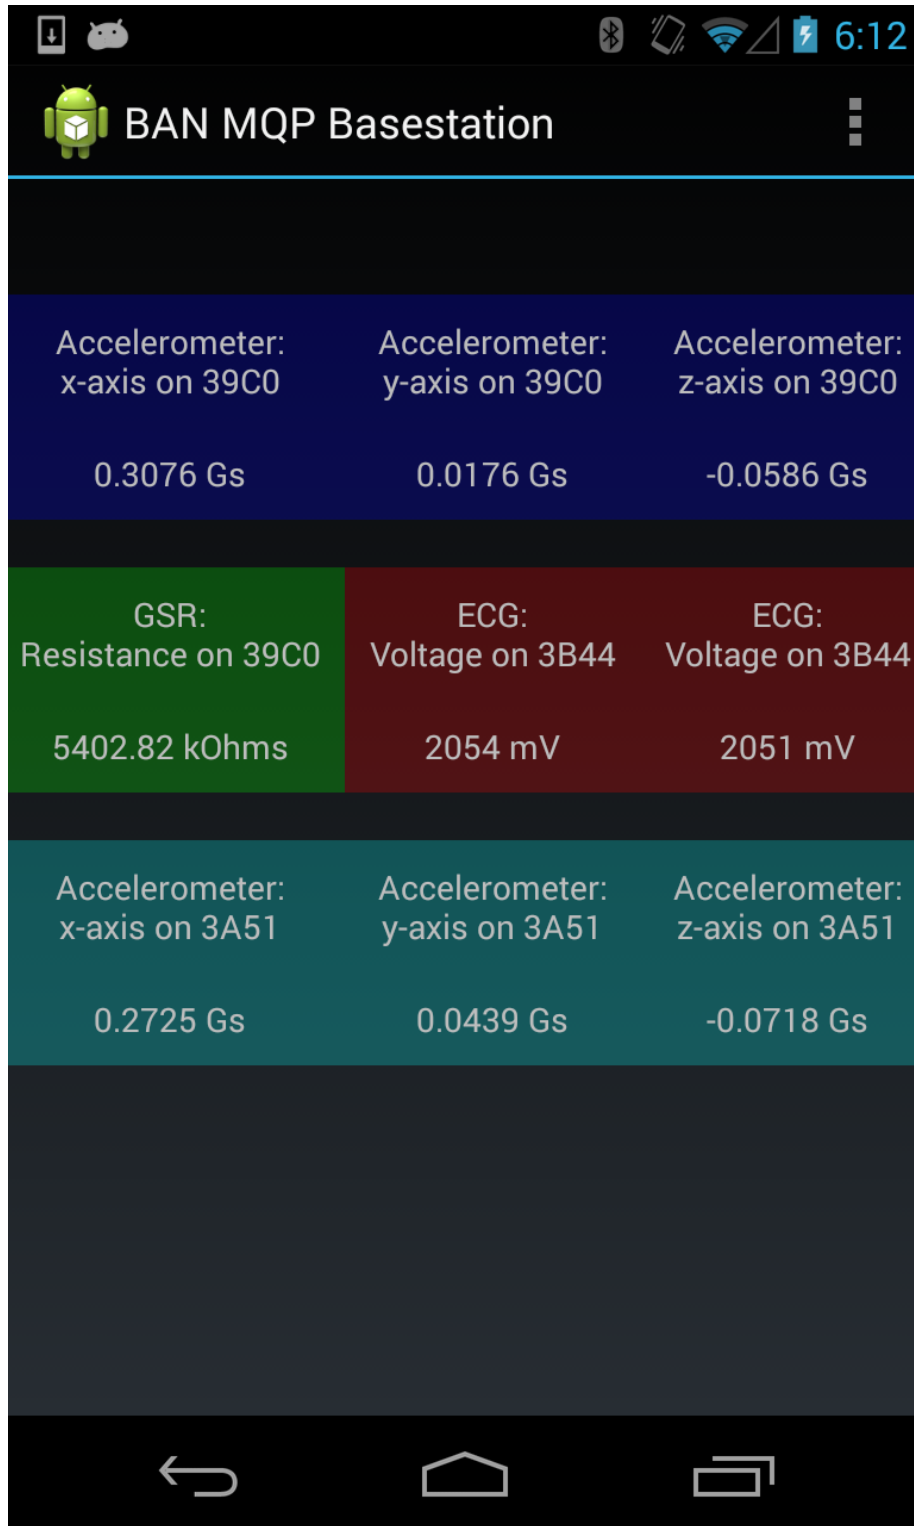 6:12
BAN MQP Basestation
Accelerometer:
x-axis on 39C0
0.3076 Gs
Accelerometer:
y-axis on 39C0
0.0176 Gs
Accelerometer:
z-axis on 39C0
-0.0586 Gs
GSR:
Resistance on 39C0
5402.82 kOhms
ECG:
Voltage on 3B44
2054 mV
ECG:
Voltage on 3B44
2051 mV
Accelerometer:
x-axis on 3A51
0.2725 Gs
Accelerometer:
y-axis on 3A51
0.0439 Gs
Accelerometer:
z-axis on 3A51
-0.0718 Gs